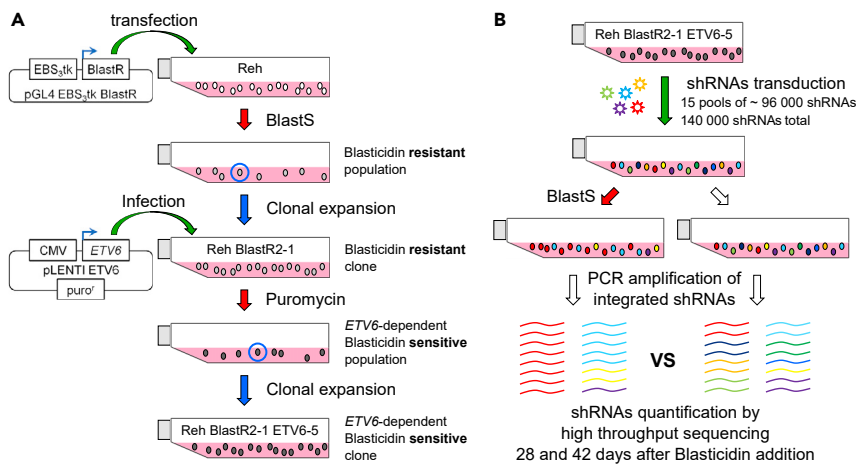 A
transfection
EBS₃tk
BlastR
pGL4 EBS₃tk BlastR
Reh
BlastS
Blasticidin resistant
population
Infection
Clonal expansion
CMV
ETV6
pLENTI ETV6
puroʳ
Reh BlastR2-1
Blasticidin resistant
clone
Puromycin
ETV6-dependent
Blasticidin sensitive
population
Clonal expansion
Reh BlastR2-1 ETV6-5
ETV6-dependent
Blasticidin sensitive
clone
B
Reh BlastR2-1 ETV6-5
shRNAs transduction
15 pools of ~ 96 000 shRNAs
140 000 shRNAs total
BlastS
PCR amplification of
integrated shRNAs
VS
shRNAs quantification by
high throughput sequencing
28 and 42 days after Blasticidin addition